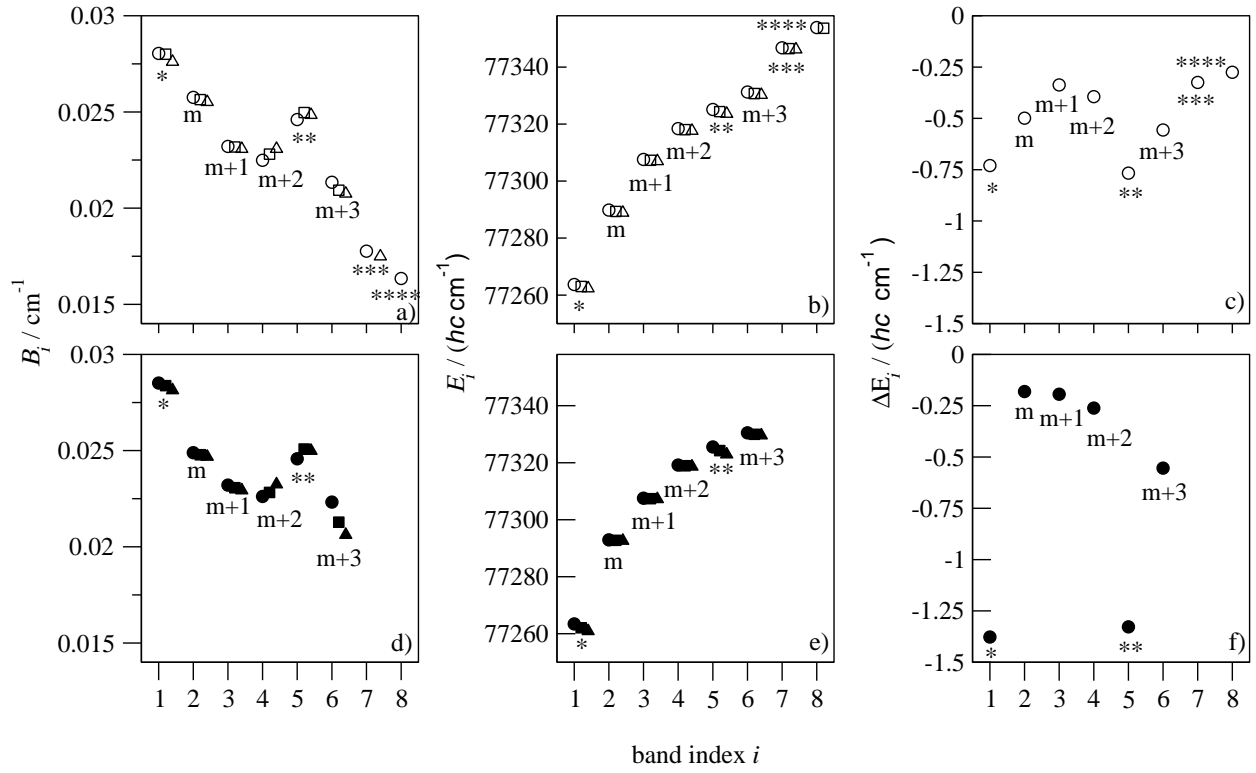 0.03
0.025
0.02
0.015
B_i / cm^-1
*
m
m+1
m+2
**
m+3
***
****
a)
77340
77320
77300
77280
77260
E_i / (hc cm^-1)
*
m
m+1
m+2
**
m+3
***
****
b)
0
-0.25
-0.5
-0.75
-1
-1.25
-1.5
ΔE_i / (hc cm^-1)
*
m
m+1
m+2
**
m+3
***
****
c)
0.03
0.025
0.02
0.015
*
m
m+1
m+2
**
m+3
d)
1 2 3 4 5 6 7 8
77340
77320
77300
77280
77260
*
m
m+1
m+2
**
m+3
e)
1 2 3 4 5 6 7 8
0
-0.25
-0.5
-0.75
-1
-1.25
-1.5
*
m
m+1
m+2
**
m+3
f)
1 2 3 4 5 6 7 8
band index i